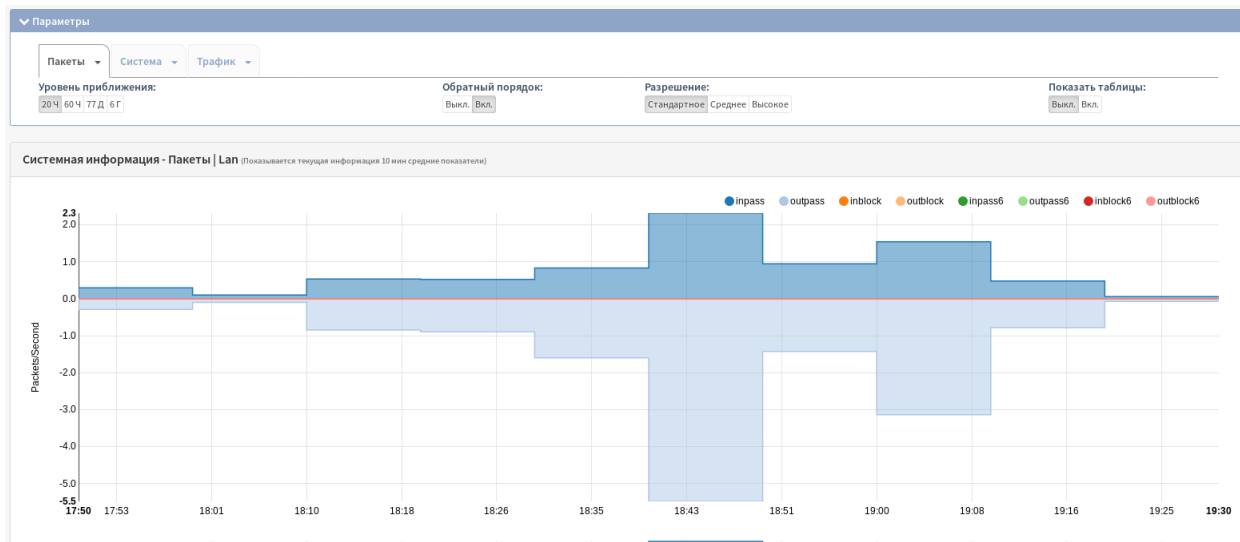 Параметры
Пакеты Система Трафик
Уровень приближения: Обратный порядок: Разрешение: Показать таблицы:
20 Ч 60 Ч 77 Д 6 Г Выкл. Вкл. Стандартное Среднее Высокое Выкл. Вкл.
Системная информация - Пакеты | Lan (Показывается текущая информация 10 мин средние показатели)
inpass outpass inblock outblock inpass6 outpass6 inblock6 outblock6
2.3
2.0
1.0
0.0
-1.0
-2.0
-3.0
-4.0
-5.0
-5.5
Packets/Second
17:50 17:53 18:01 18:10 18:18 18:26 18:35 18:43 18:51 19:00 19:08 19:16 19:25 19:30